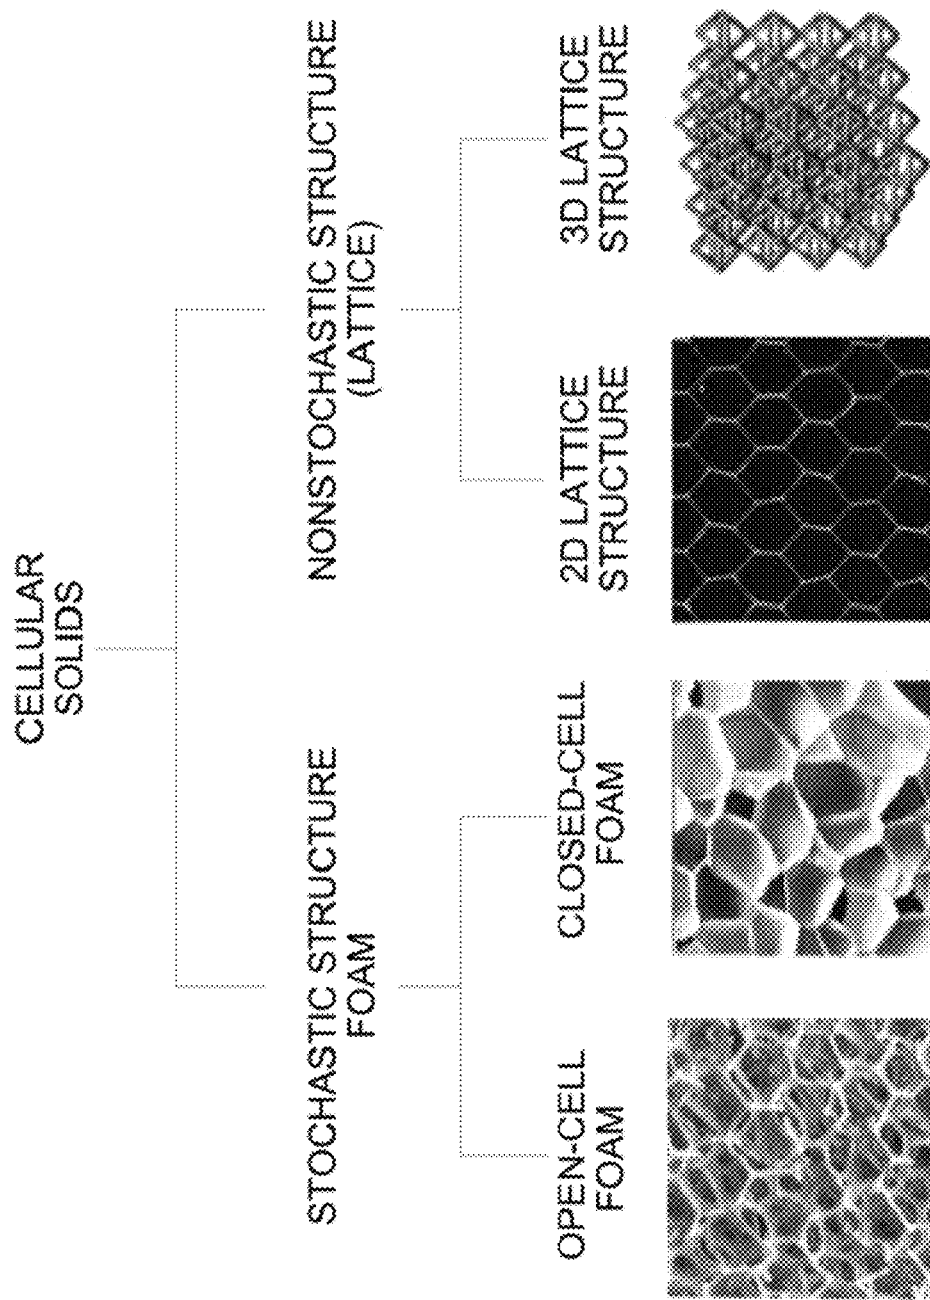 CELLULAR
SOLIDS
STOCHASTIC STRUCTURE
FOAM
NONSTOCHASTIC STRUCTURE
(LATTICE)
OPEN-CELL
FOAM
CLOSED-CELL
FOAM
2D LATTICE
STRUCTURE
3D LATTICE
STRUCTURE